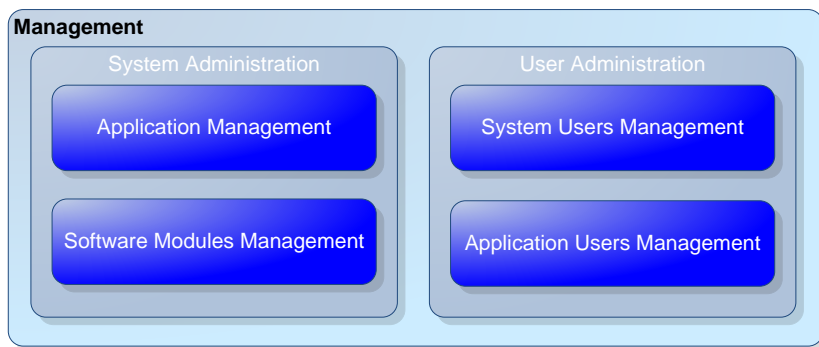 Management
System Administration
Application Management
Software Modules Management
User Administration
System Users Management
Application Users Management